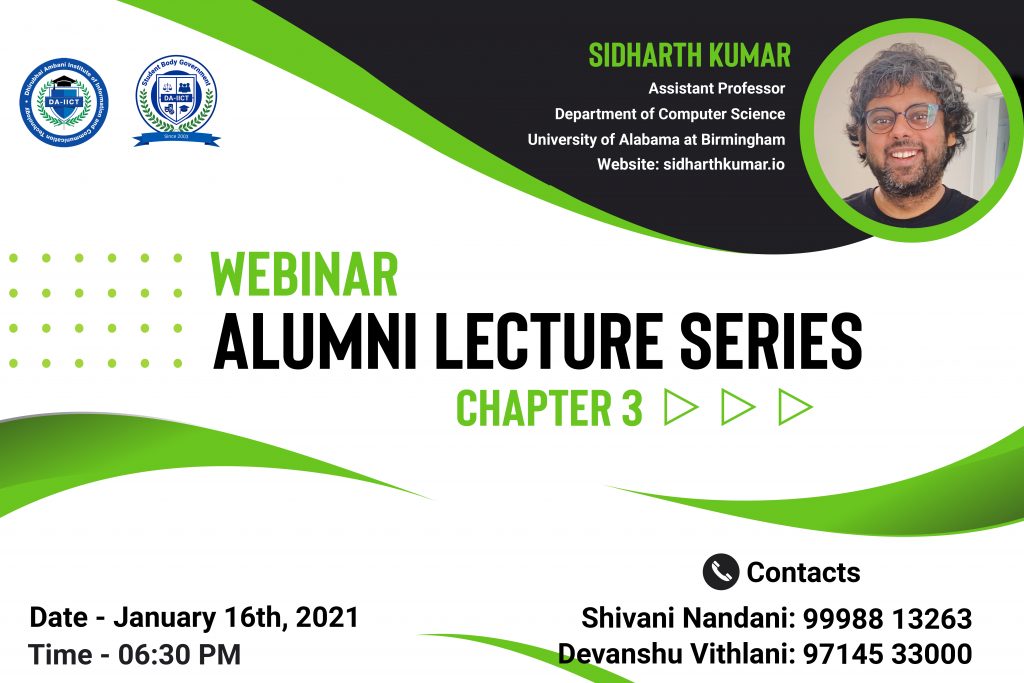 Dhirubhai Ambani Institute of Information and Communication Technology
DA-IICT
Student Body Government
DA-IICT
Since 2003
SIDHARTH KUMAR
Assistant Professor
Department of Computer Science
University of Alabama at Birmingham
Website: sidharthkumar.io
WEBINAR
ALUMNI LECTURE SERIES
CHAPTER 3
Contacts
Date - January 16th, 2021
Time - 06:30 PM
Shivani Nandani: 99988 13263
Devanshu Vithlani: 97145 33000